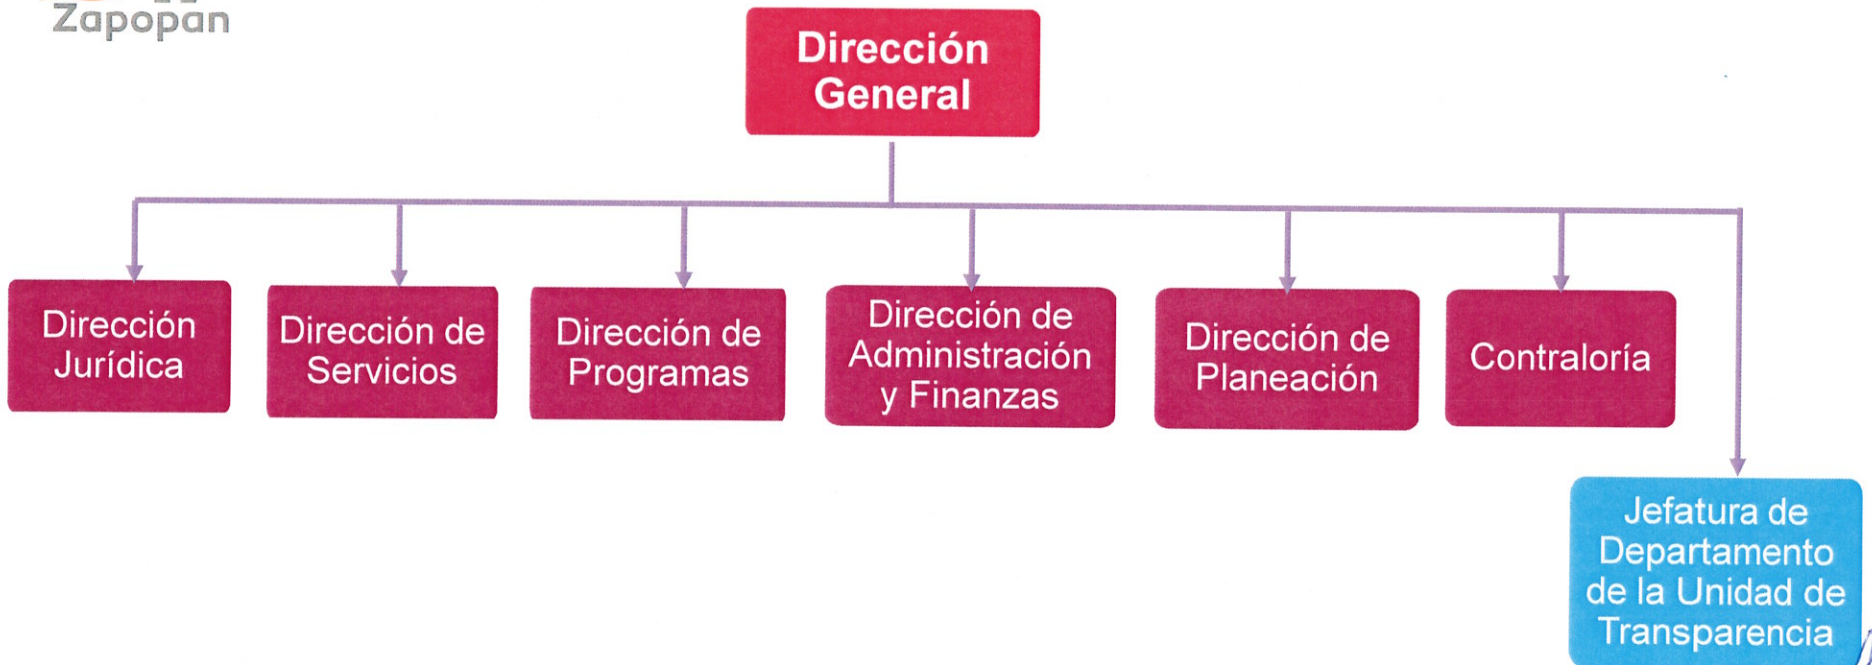 Zapopan
Dirección
General
Dirección
Jurídica
Dirección de
Servicios
Dirección de
Programas
Dirección de
Administración
y Finanzas
Dirección de
Planeación
Contraloría
Jefatura de
Departamento
de la Unidad de
Transparencia